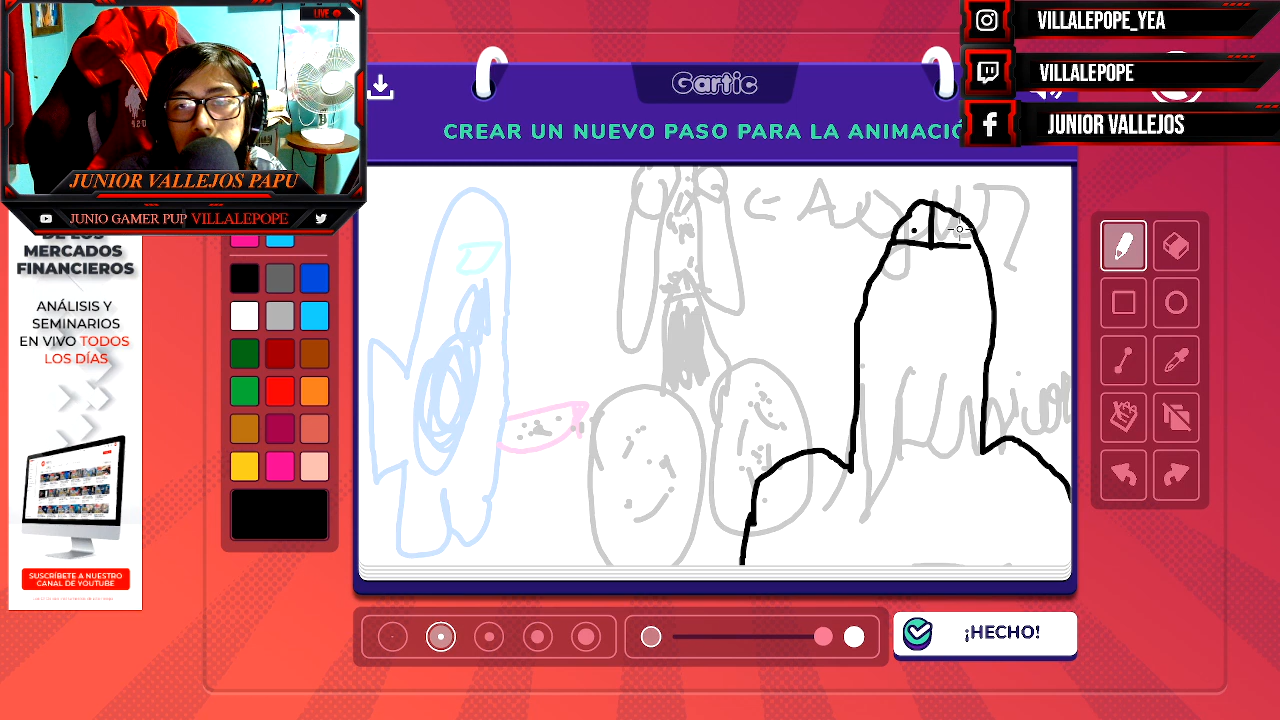 LIVE
JUNIOR VALLEJOS PAPU
JUNIO GAMER PUP VILLALEPOPE
VILLALEPOPE_YEA
VILLALEPOPE
JUNIOR VALLEJOS
Gartic
CREAR UN NUEVO PASO PARA LA ANIMACIÓ
DE LOS
MERCADOS
FINANCIEROS
ANÁLISIS Y
SEMINARIOS
EN VIVO TODOS
LOS DÍAS
SUSCRÍBETE A NUESTRO
CANAL DE YOUTUBE
¡HECHO!